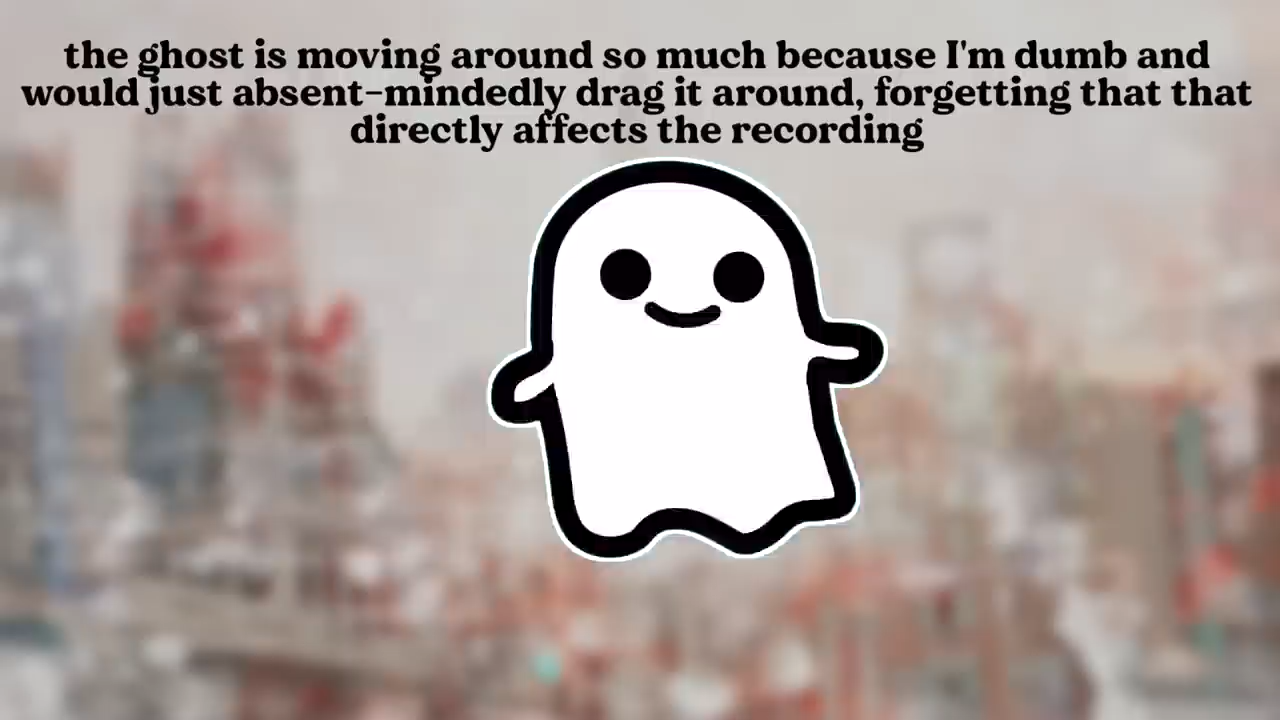 the ghost is moving around so much because I'm dumb and
would just absent-mindedly drag it around, forgetting that that
directly affects the recording